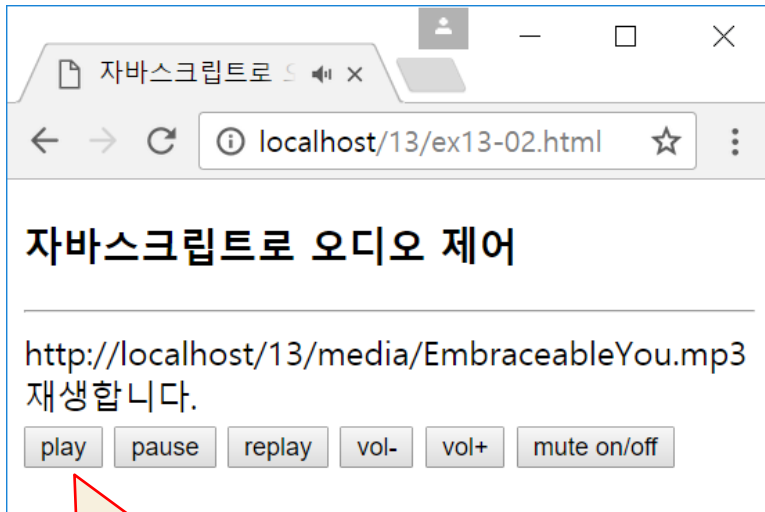 자바스크립트로
localhost/13/ex13-02.html
자바스크립트로 오디오 제어
http://localhost/13/media/EmbraceableYou.mp3
재생합니다.
play pause replay vol- vol+ mute on/off